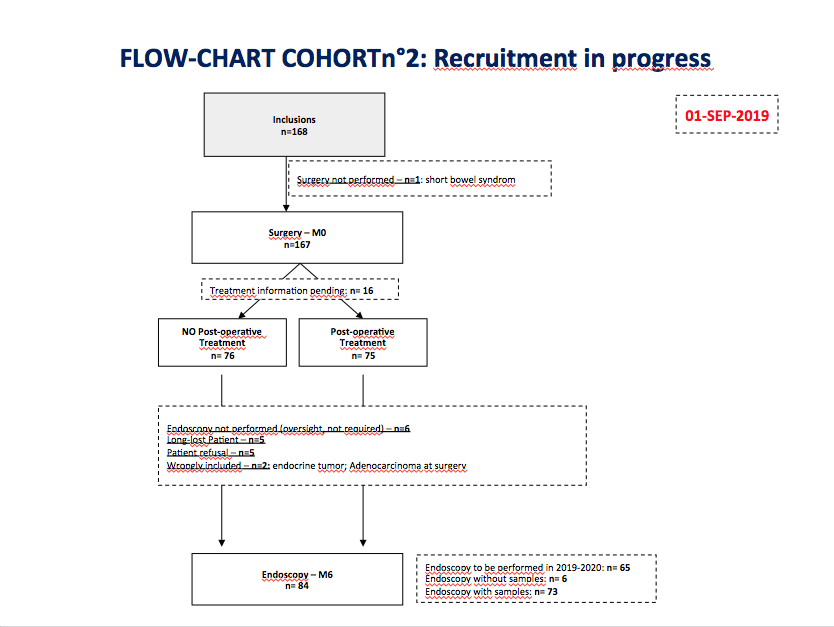 FLOW-CHART COHORTn°2: Recruitment in progress
01-SEP-2019
Inclusions
n=168
Surgery not performed – n=1: short bowel syndrom
Surgery – M0
n=167
Treatment information pending: n= 16
NO Post-operative
Treatment
n= 76
Post-operative
Treatment
n= 75
Endoscopy not performed (oversight, not required) – n=6
Long-lost Patient – n=5
Patient refusal – n=5
Wrongly included – n=2: endocrine tumor; Adenocarcinoma at surgery
Endoscopy – M6
n= 84
Endoscopy to be performed in 2019-2020: n= 65
Endoscopy without samples: n= 6
Endoscopy with samples: n= 73